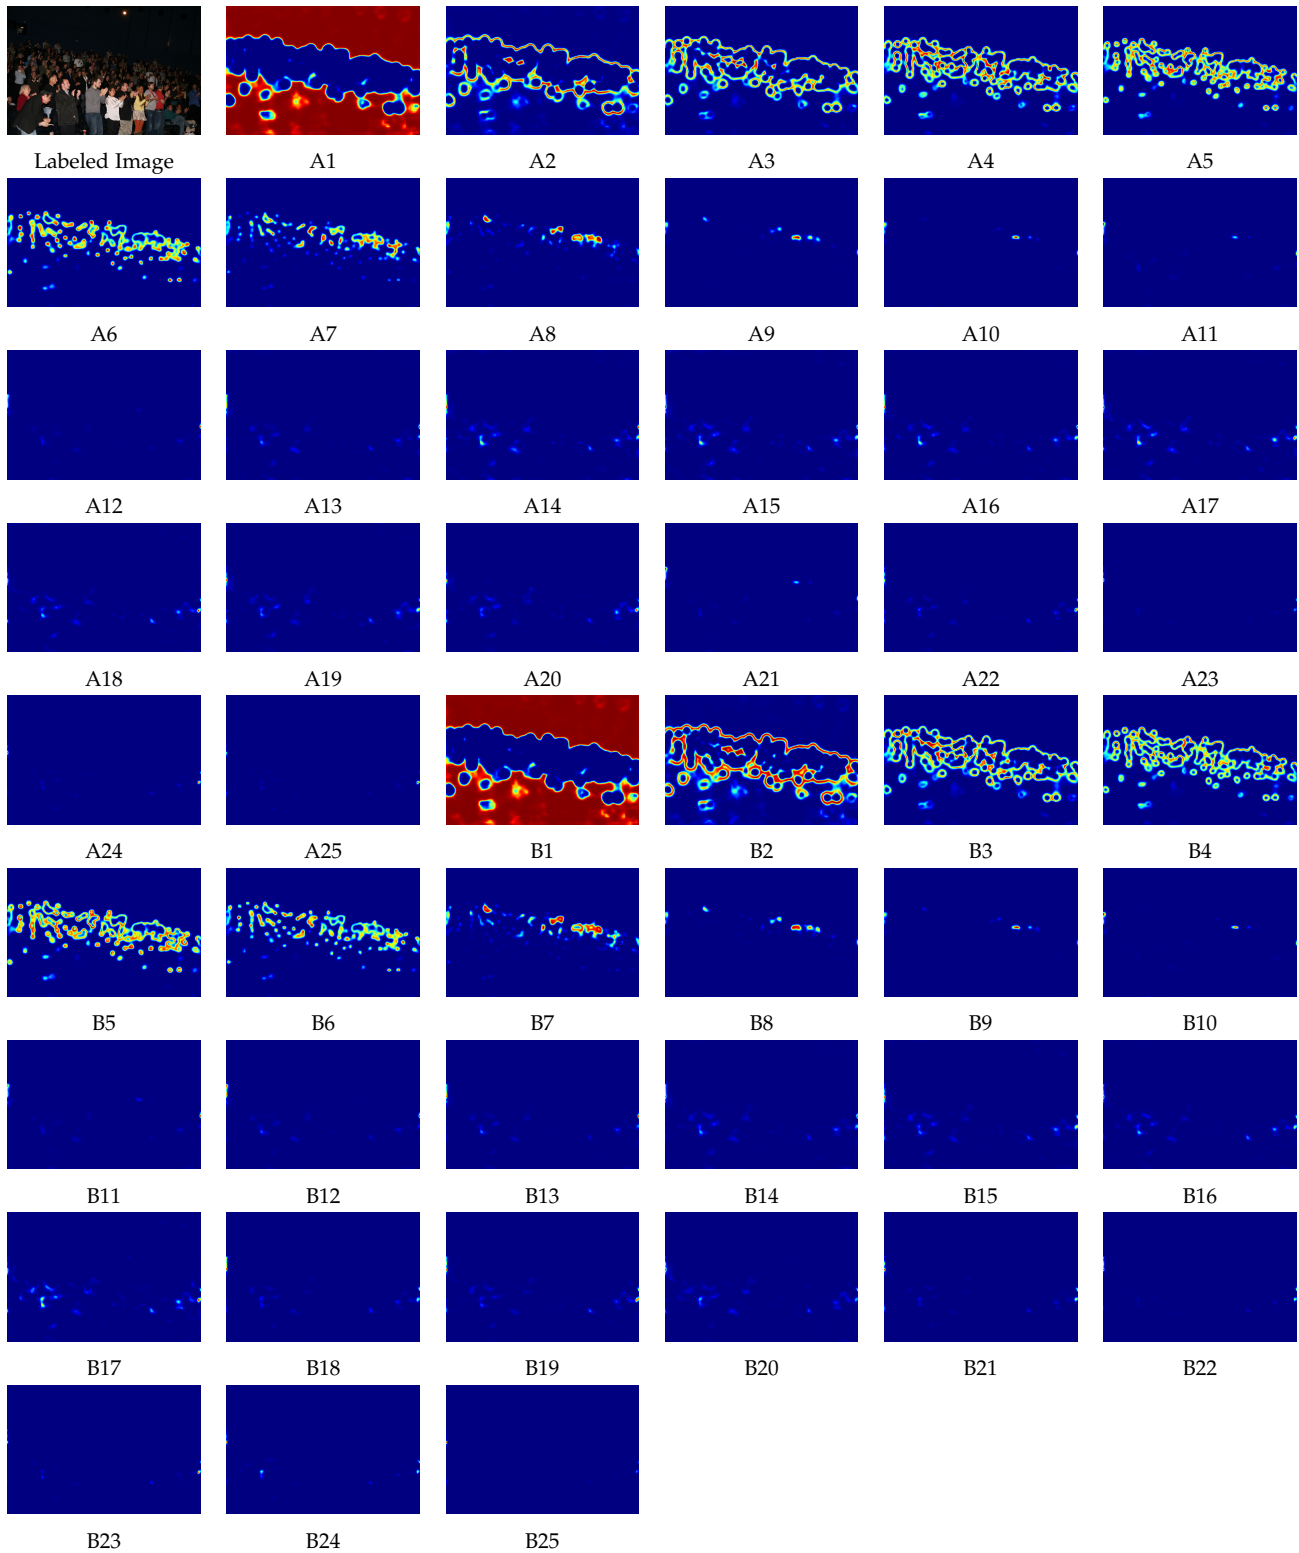 Labeled Image A1 A2 A3 A4 A5
A6 A7 A8 A9 A10 A11
A12 A13 A14 A15 A16 A17
A18 A19 A20 A21 A22 A23
A24 A25 B1 B2 B3 B4
B5 B6 B7 B8 B9 B10
B11 B12 B13 B14 B15 B16
B17 B18 B19 B20 B21 B22
B23 B24 B25